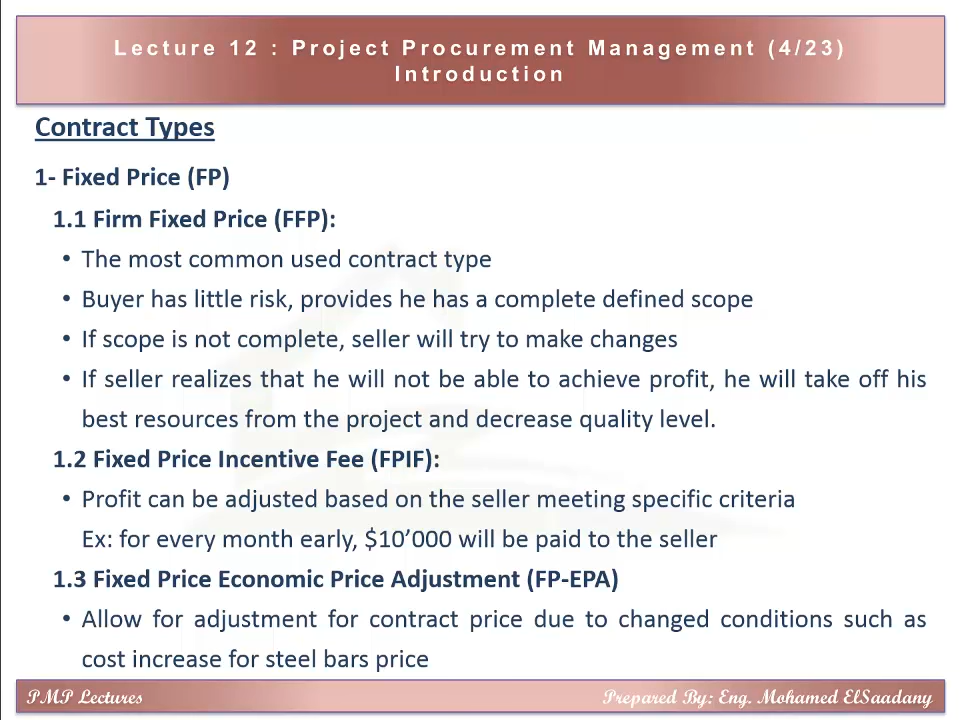 Lecture 12 : Project Procurement Management (4/23)
Introduction
Contract Types
1- Fixed Price (FP)
1.1 Firm Fixed Price (FFP):
• The most common used contract type
• Buyer has little risk, provides he has a complete defined scope
• If scope is not complete, seller will try to make changes
• If seller realizes that he will not be able to achieve profit, he will take off his
best resources from the project and decrease quality level.
1.2 Fixed Price Incentive Fee (FPIF):
• Profit can be adjusted based on the seller meeting specific criteria
Ex: for every month early, $10’000 will be paid to the seller
1.3 Fixed Price Economic Price Adjustment (FP-EPA)
• Allow for adjustment for contract price due to changed conditions such as
cost increase for steel bars price
PMP Lectures
Prepared By: Eng. Mohamed ElSaadany